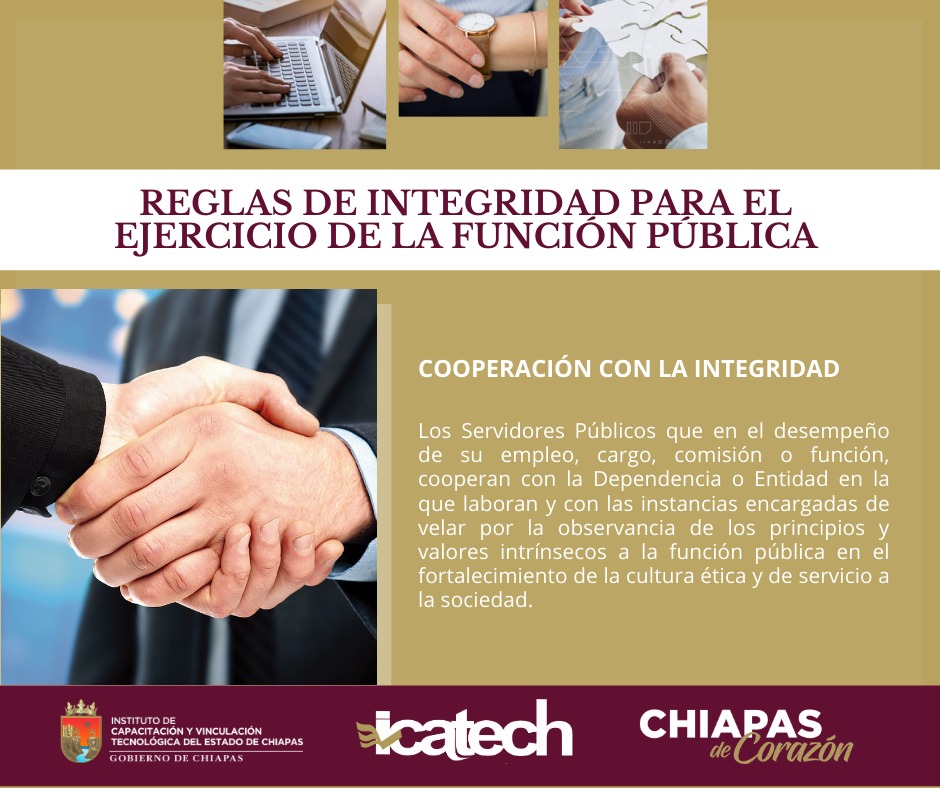 REGLAS DE INTEGRIDAD PARA EL
EJERCICIO DE LA FUNCIÓN PÚBLICA
COOPERACIÓN CON LA INTEGRIDAD
Los Servidores Públicos que en el desempeño
de su empleo, cargo, comisión o función,
cooperan con la Dependencia o Entidad en la
que laboran y con las instancias encargadas de
velar por la observancia de los principios y
valores intrínsecos a la función pública en el
fortalecimiento de la cultura ética y de servicio a
la sociedad.
INSTITUTO DE
CAPACITACIÓN Y VINCULACIÓN
TECNOLÓGICA DEL ESTADO DE CHIAPAS
GOBIERNO DE CHIAPAS
icatech
CHIAPAS
de Corazón